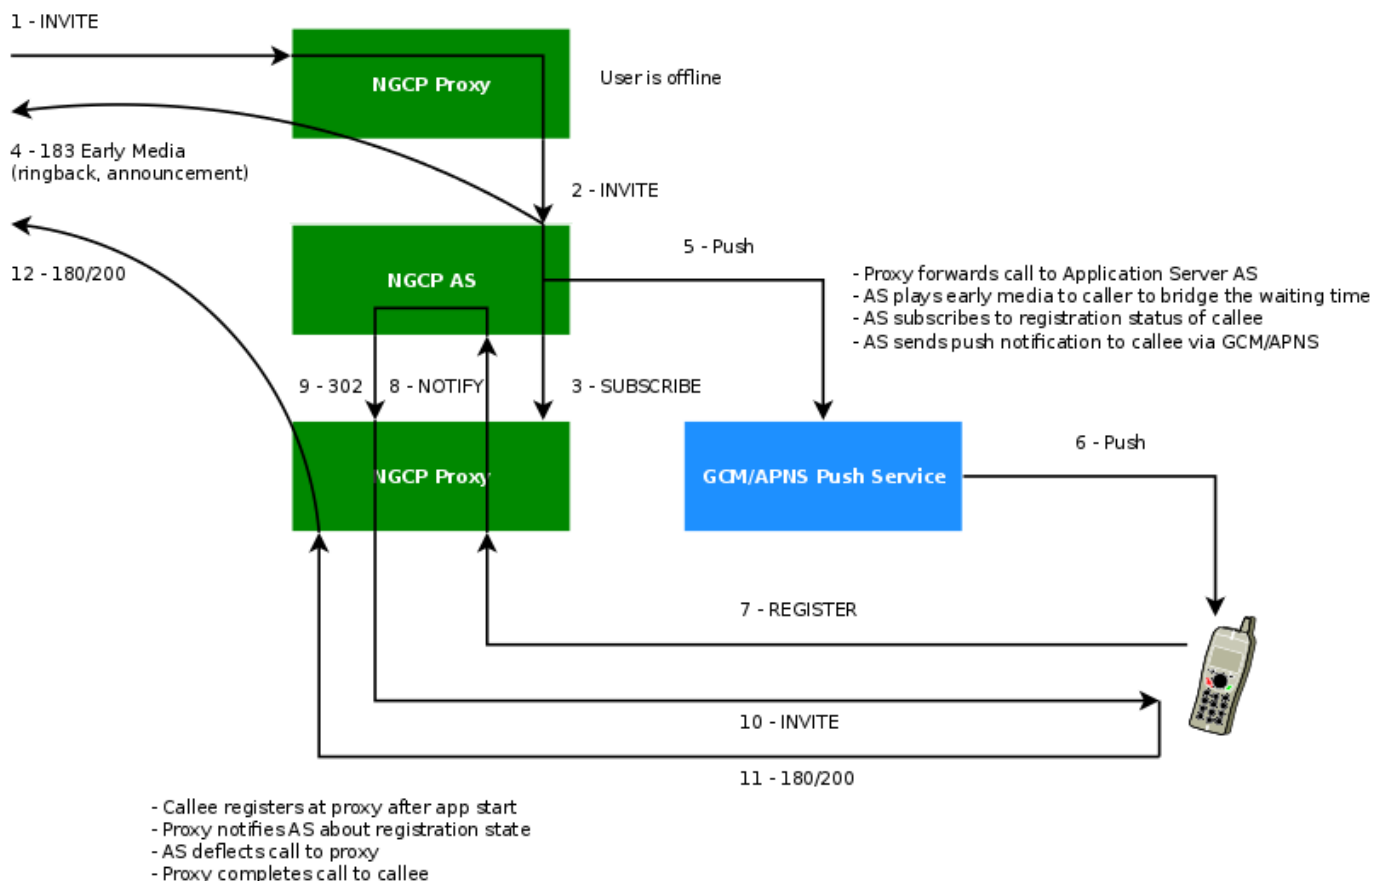 1 - INVITE
NGCP Proxy
User is offline
4 - 183 Early Media
(ringback, announcement)
2 - INVITE
5 - Push
12 - 180/200
NGCP AS
- Proxy forwards call to Application Server AS
- AS plays early media to caller to bridge the waiting time
- AS subscribes to registration status of callee
- AS sends push notification to callee via GCM/APNS
9 - 302
8 - NOTIFY
3 - SUBSCRIBE
6 - Push
NGCP Proxy
GCM/APNS Push Service
7 - REGISTER
10 - INVITE
11 - 180/200
- Callee registers at proxy after app start
- Proxy notifies AS about registration state
- AS deflects call to proxy
- Proxy completes call to callee